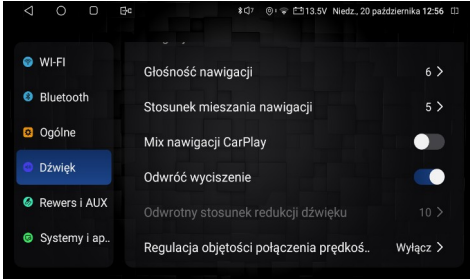 7 13.5V Niedz., 20 października 12:56
WI-FI
Bluetooth
Ogólne
Dźwięk
Rewers i AUX
Systemy i ap..
Głośność nawigacji 6
Stosunek mieszania nawigacji 5
Mix nawigacji CarPlay
Odwróć wyciszenie
Odwrotny stosunek redukcji dźwięku 10
Regulacja objętości połączenia prędkoś.. Wyłącz